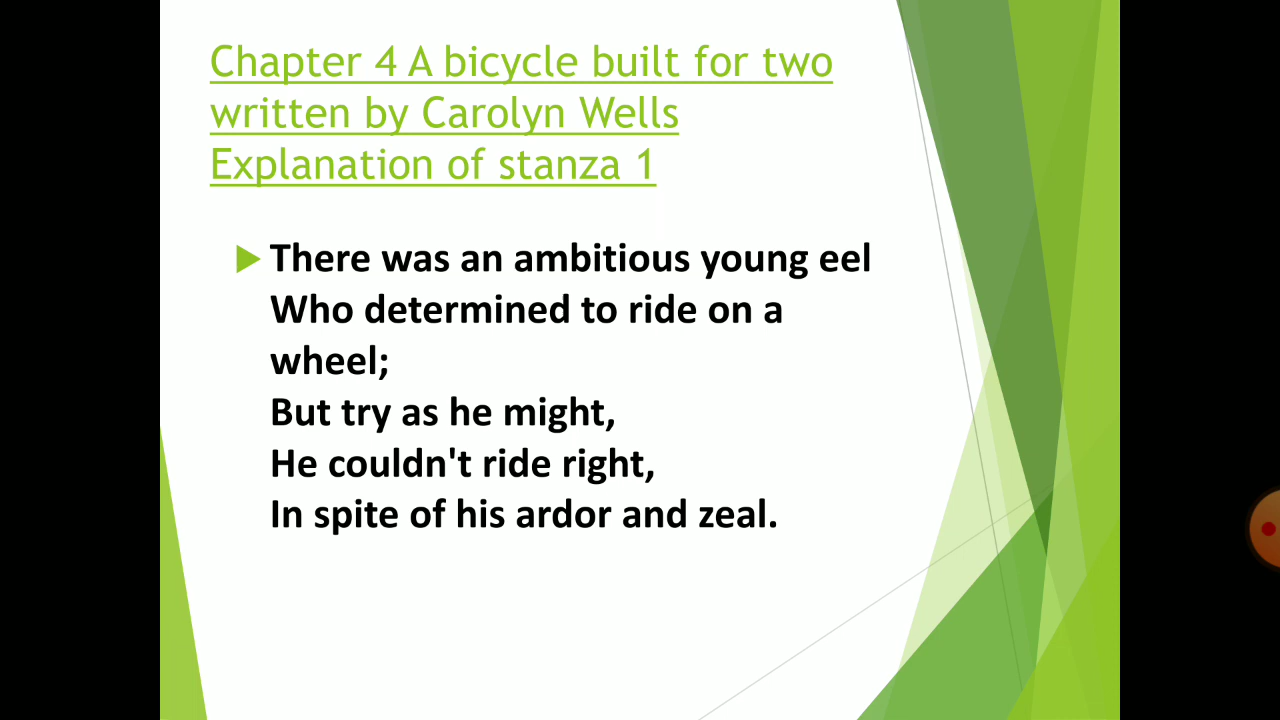 Chapter 4 A bicycle built for two
written by Carolyn Wells
Explanation of stanza 1
There was an ambitious young eel
Who determined to ride on a
wheel;
But try as he might,
He couldn't ride right,
In spite of his ardor and zeal.